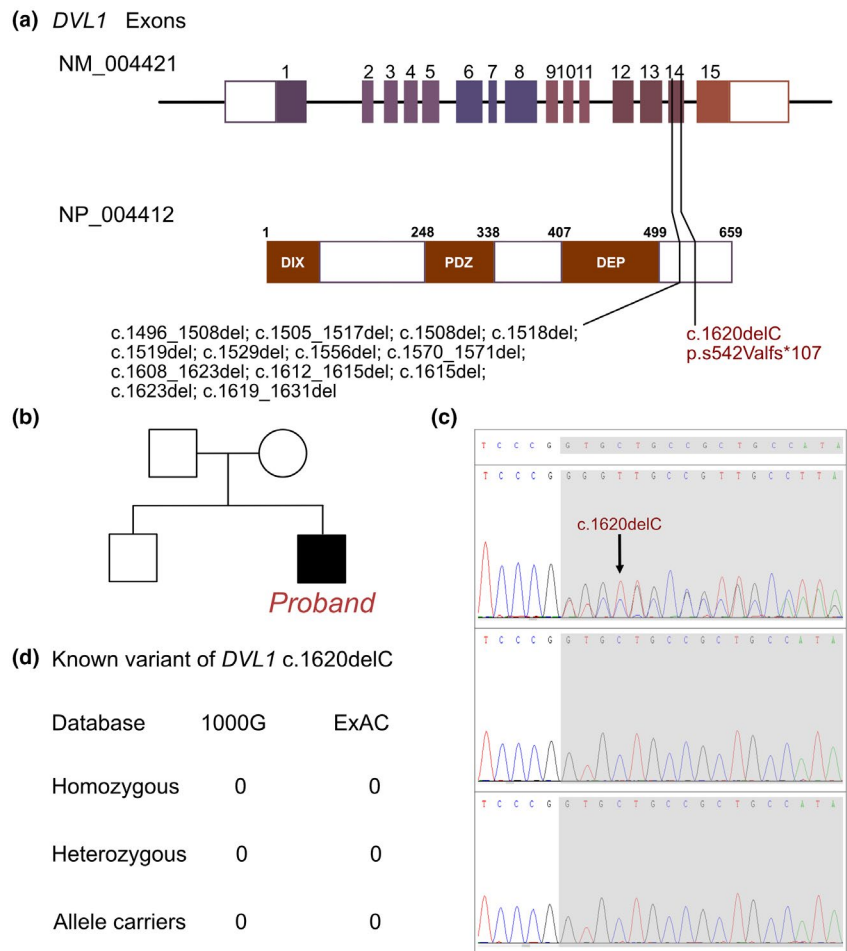 (a) DVL1 Exons
NM_004421
1 2 3 4 5 6 7 8 9 10 11 12 13 14 15
NP_004412
1 248 338 407 499 659
DIX PDZ DEP
c.1496_1508del; c.1505_1517del; c.1508del; c.1518del;
c.1519del; c.1529del; c.1556del; c.1570_1571del;
c.1608_1623del; c.1612_1615del; c.1615del;
c.1623del; c.1619_1631del
c.1620delC
p.s542Valfs*107
(b)
Proband
(c)
T C C C G G T G C T G C C G C T G C C A T A
T C C C G G G G T T G C C G T T G C C T T A
c.1620delC
T C C C G G T G C T G C C G C T G C C A T A
T C C C G G T G C T G C C G C T G C C A T A
(d) Known variant of DVL1 c.1620delC
Database 1000G ExAC
Homozygous 0 0
Heterozygous 0 0
Allele carriers 0 0